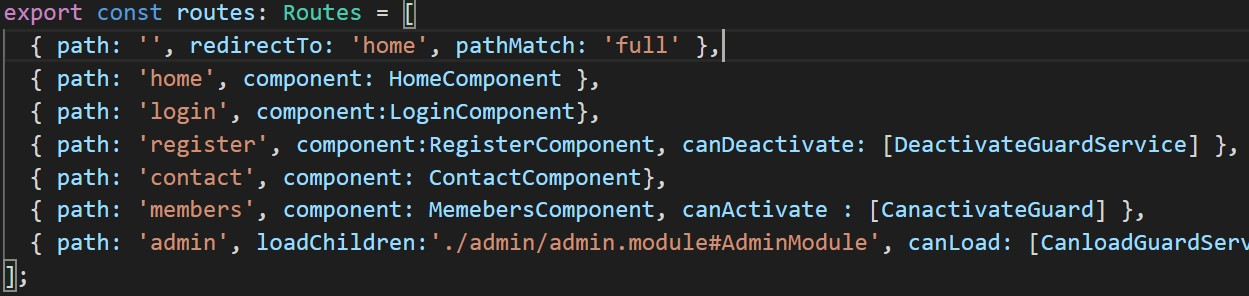 export const routes: Routes = [
{ path: '', redirectTo: 'home', pathMatch: 'full' },
{ path: 'home', component: HomeComponent },
{ path: 'login', component:LoginComponent},
{ path: 'register', component:RegisterComponent, canDeactivate: [DeactivateGuardService] },
{ path: 'contact', component: ContactComponent},
{ path: 'members', component: MemebersComponent, canActivate : [CanactivateGuard] },
{ path: 'admin', loadChildren:'./admin/admin.module#AdminModule', canLoad: [CanloadGuardServ
];